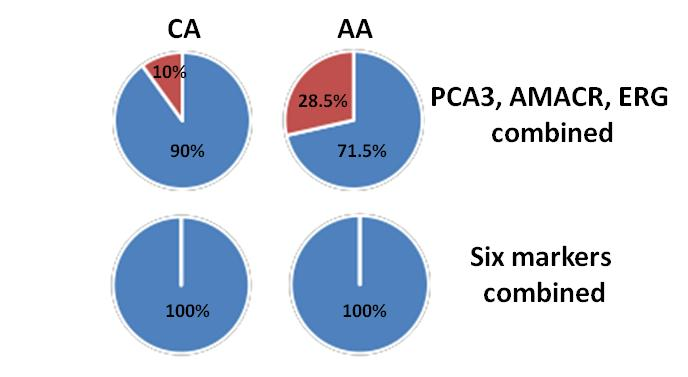 CA
AA
10%
90%
28.5%
71.5%
PCA3, AMACR, ERG
combined
100%
100%
Six markers
combined